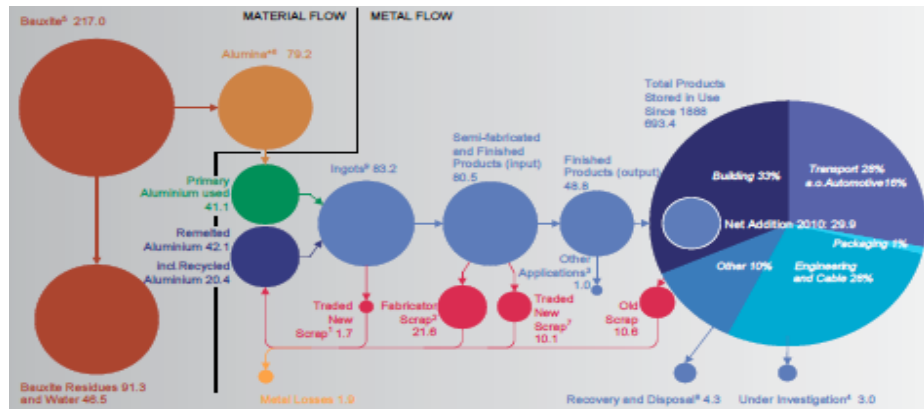 MATERIAL FLOW
METAL FLOW
Bauxite⁵ 217.0
Alumina*⁶ 79.2
Total Products
Stored in Use
Since 1888
693.4
Semi-fabricated
and Finished
Products (input)
80.5
Finished
Products (output)
48.8
Ingots⁹ 83.2
Primary
Aluminium used
41.1
Remelted
Aluminium 42.1
incl.Recycled
Aluminium 20.4
Building 33%
Transport 28%
a.o.Automotive16%
Net Addition 2010: 29.9
Packaging 1%
Other 10%
Engineering
and Cable 28%
Other
Applications³
1.0
Traded
New
Scrap¹ 1.7
Fabricator
Scrap²
21.6
Traded
New
Scrap⁷
10.1
Old
Scrap
10.6
Bauxite Residues 91.3
and Water 46.5
Metal Losses 1.9
Recovery and Disposal⁸ 4.3
Under Investigation⁴ 3.0